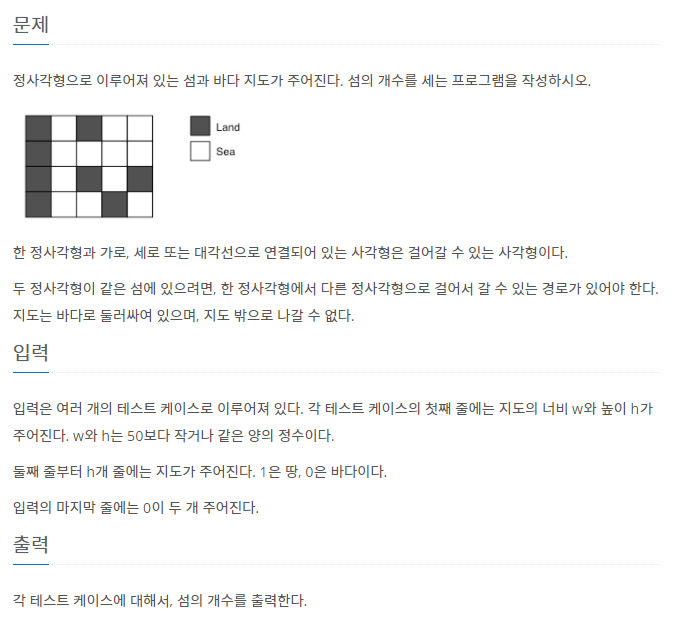 문제
정사각형으로 이루어져 있는 섬과 바다 지도가 주어진다. 섬의 개수를 세는 프로그램을 작성하시오.
Land
Sea
한 정사각형과 가로, 세로 또는 대각선으로 연결되어 있는 사각형은 걸어갈 수 있는 사각형이다.
두 정사각형이 같은 섬에 있으려면, 한 정사각형에서 다른 정사각형으로 걸어서 갈 수 있는 경로가 있어야 한다.
지도는 바다로 둘러싸여 있으며, 지도 밖으로 나갈 수 없다.
입력
입력은 여러 개의 테스트 케이스로 이루어져 있다. 각 테스트 케이스의 첫째 줄에는 지도의 너비 w와 높이 h가
주어진다. w와 h는 50보다 작거나 같은 양의 정수이다.
둘째 줄부터 h개 줄에는 지도가 주어진다. 1은 땅, 0은 바다이다.
입력의 마지막 줄에는 0이 두 개 주어진다.
출력
각 테스트 케이스에 대해서, 섬의 개수를 출력한다.